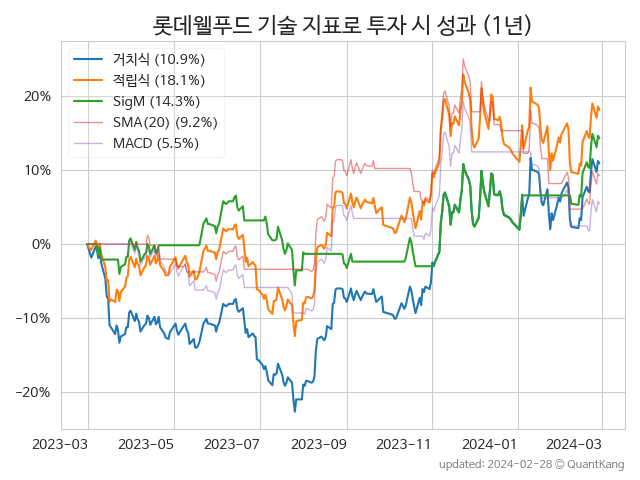 롯데웰푸드 기술 지표로 투자 시 성과 (1년)
거치식 (10.9%)
적립식 (18.1%)
SigM (14.3%)
SMA(20) (9.2%)
MACD (5.5%)
20%
10%
0%
−10%
−20%
2023-03 2023-05 2023-07 2023-09 2023-11 2024-01 2024-03
updated: 2024-02-28 © QuantKang